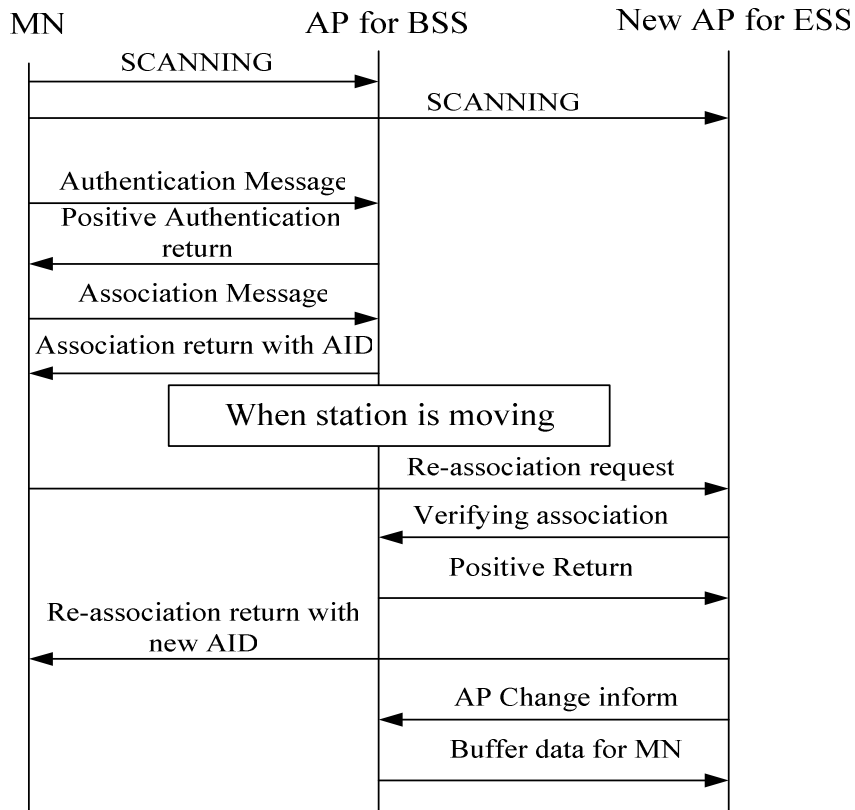 MN
AP for BSS
New AP for ESS
SCANNING
SCANNING
Authentication Message
Positive Authentication
return
Association Message
Association return with AID
When station is moving
Re-association request
Verifying association
Positive Return
Re-association return with
new AID
AP Change inform
Buffer data for MN